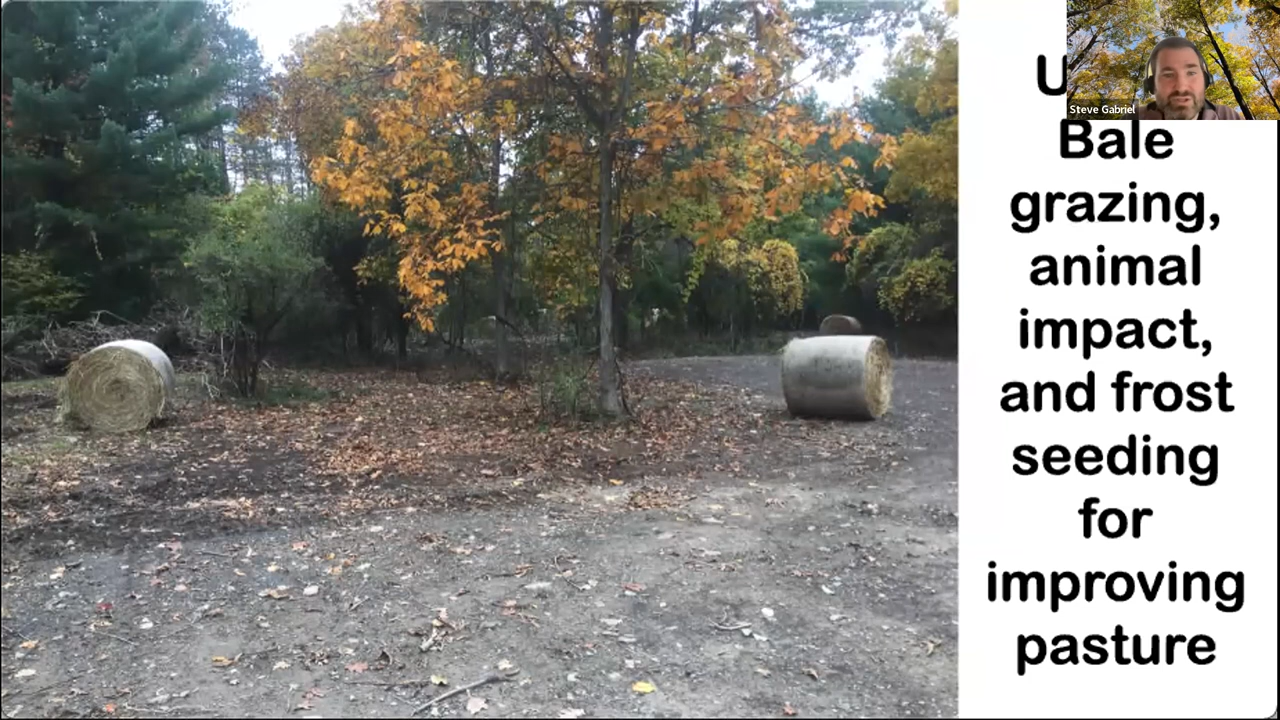 Steve Gabriel
Bale
grazing,
animal
impact,
and frost
seeding
for
improving
pasture